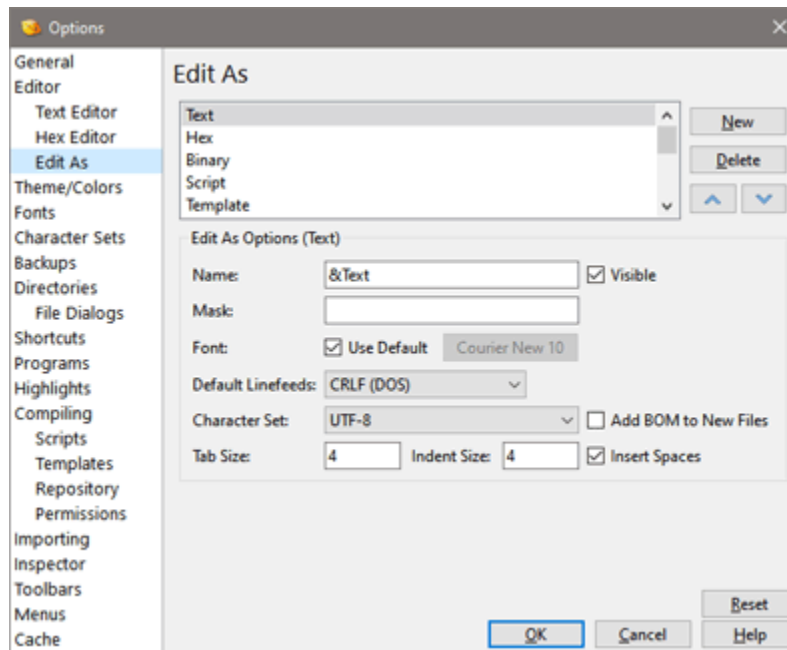 Options
General
Editor
Text Editor
Hex Editor
Edit As
Theme/Colors
Fonts
Character Sets
Backups
Directories
File Dialogs
Shortcuts
Programs
Highlights
Compiling
Scripts
Templates
Repository
Permissions
Importing
Inspector
Toolbars
Menus
Cache
Edit As
Text
Hex
Binary
Script
Template
New
Delete
Edit As Options (Text)
Name: &Text Visible
Mask:
Font: Use Default Courier New 10
Default Linefeeds: CRLF (DOS)
Character Set: UTF-8 Add BOM to New Files
Tab Size: 4 Indent Size: 4 Insert Spaces
Reset
OK Cancel Help